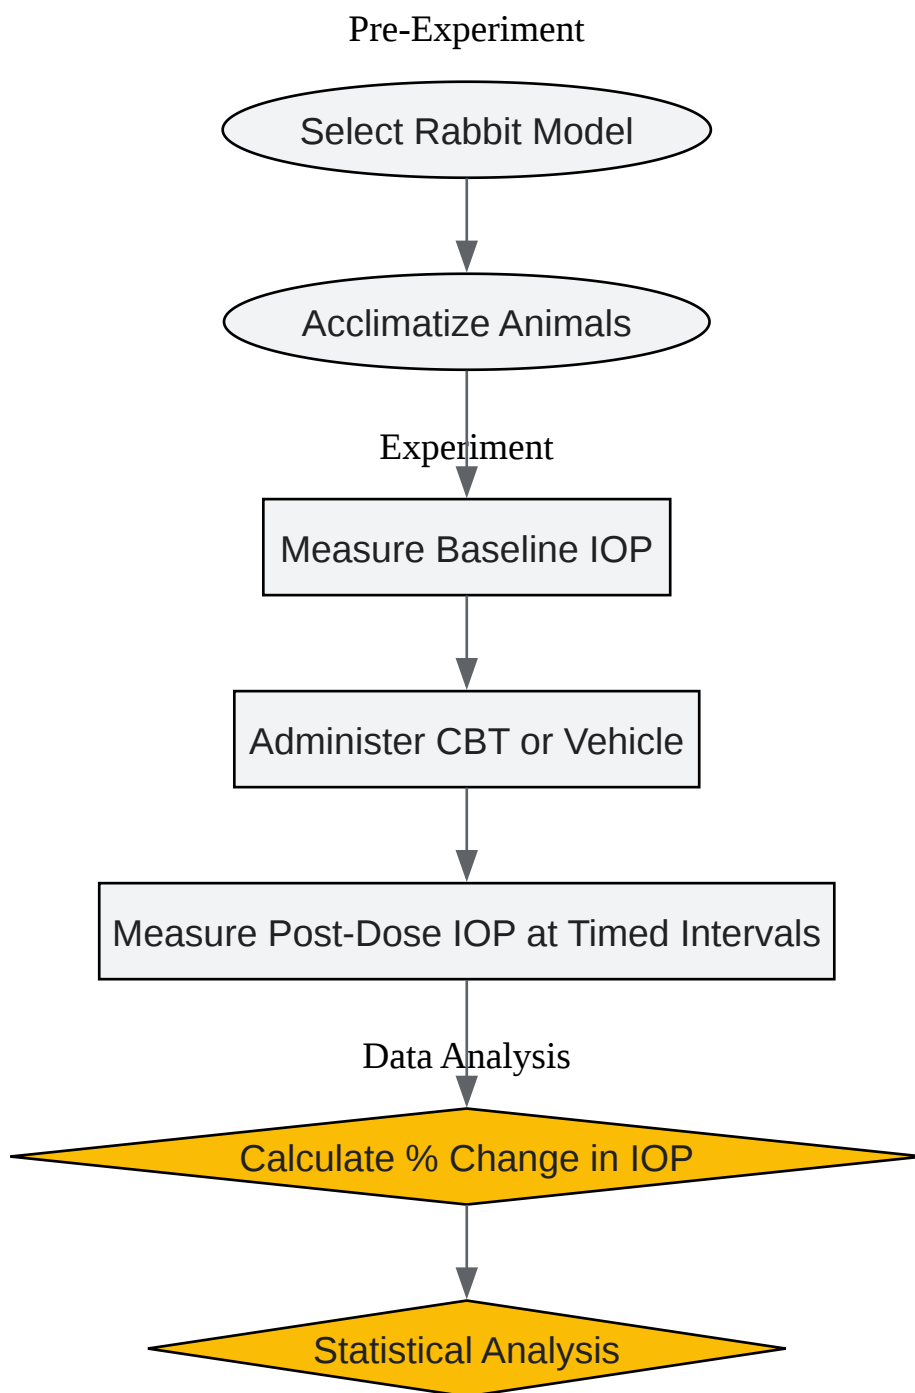 Pre-Experiment
Select Rabbit Model
Acclimatize Animals
Experiment
Measure Baseline IOP
Administer CBT or Vehicle
Measure Post-Dose IOP at Timed Intervals
Data Analysis
Calculate % Change in IOP
Statistical Analysis